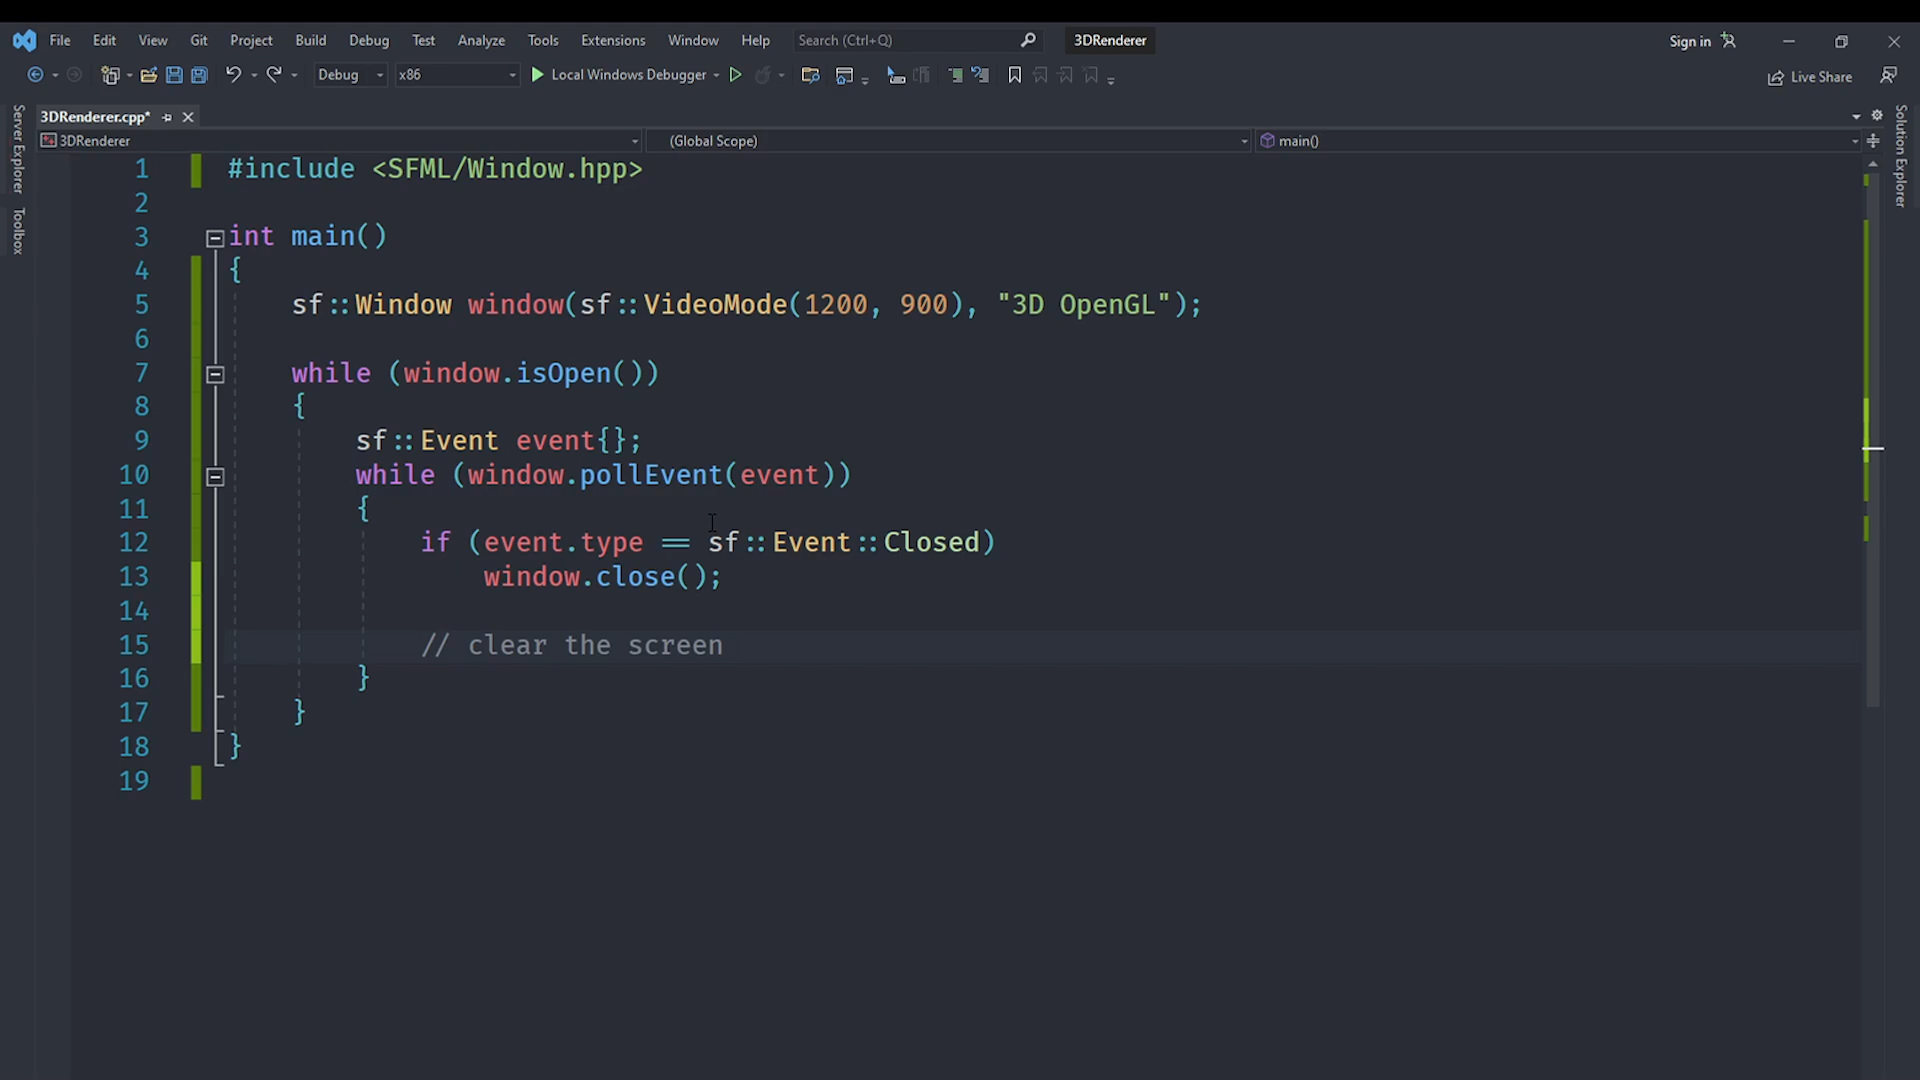 File Edit View Git Project Build Debug Test Analyze Tools Extensions Window Help Search (Ctrl+Q) 3DRenderer Sign in
Debug x86 Local Windows Debugger Live Share
3DRenderer.cpp*
3DRenderer (Global Scope) main()
Server Explorer
Toolbox
Solution Explorer
1 #include <SFML/Window.hpp>
2
3 int main()
4 {
5 sf::Window window(sf::VideoMode(1200, 900), "3D OpenGL");
6
7 while (window.isOpen())
8 {
9 sf::Event event{};
10 while (window.pollEvent(event))
11 {
12 if (event.type == sf::Event::Closed)
13 window.close();
14
15 // clear the screen
16 }
17 }
18 }
19